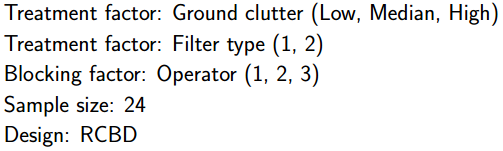 Treatment factor: Ground clutter (Low, Median, High)
Treatment factor: Filter type (1, 2)
Blocking factor: Operator (1, 2, 3)
Sample size: 24
Design: RCBD